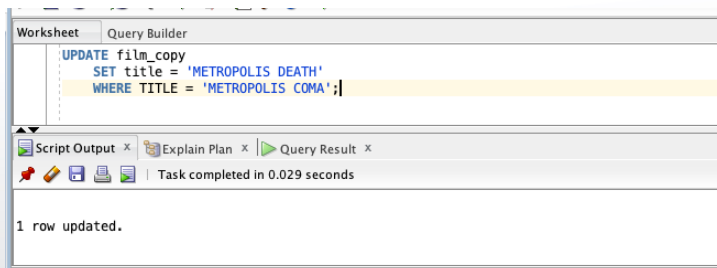 Worksheet Query Builder
UPDATE film_copy
SET title = 'METROPOLIS DEATH'
WHERE TITLE = 'METROPOLIS COMA';
Script Output x Explain Plan x Query Result x
Task completed in 0.029 seconds
1 row updated.